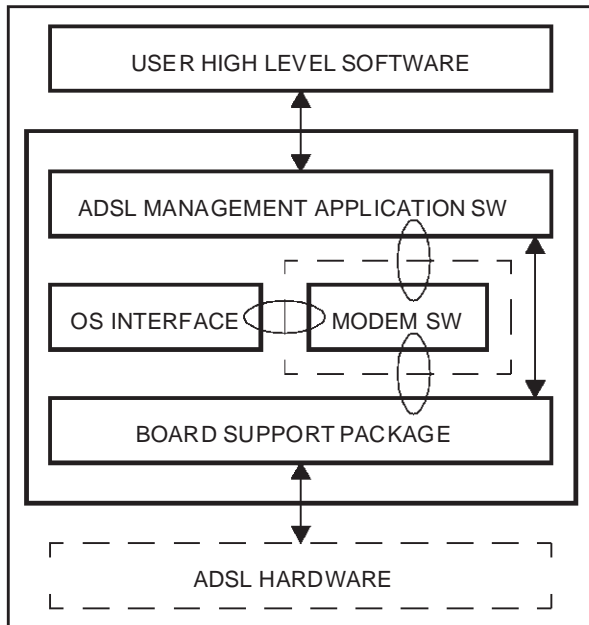 USER HIGH LEVEL SOFTWARE
ADSL MANAGEMENT APPLICATION SW
OS INTERFACE
MODEM SW
BOARD SUPPORT PACKAGE
ADSL HARDWARE